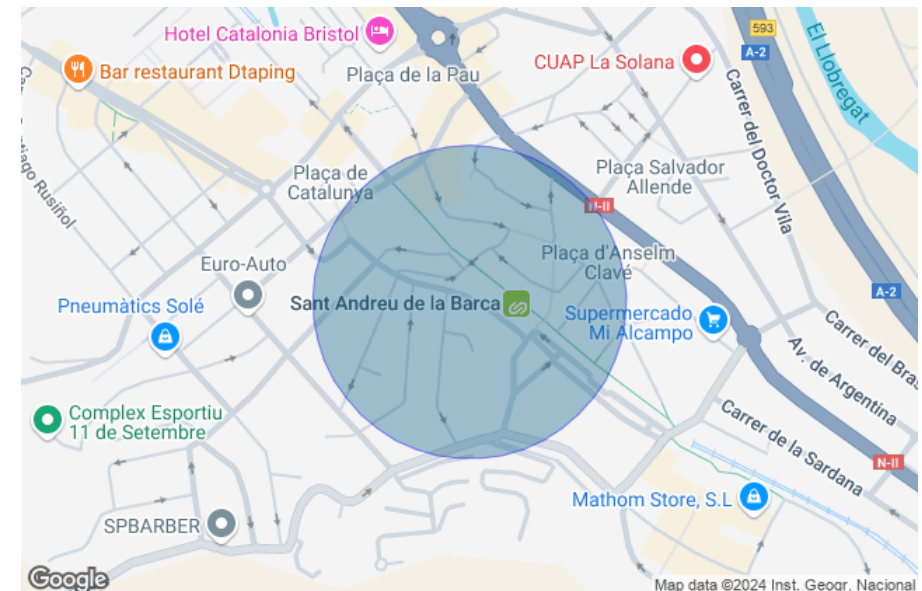 593
Hotel Catalonia Bristol
A-2
El Llobregat
CUAP La Solana
Bar restaurant Dtaping
Plaça de la Pau
Carrer del Doctor Vila
Plaça de
Catalunya
Plaça Salvador
Allende
Santiago Rusiñol
N-II
Plaça d'Anselm
Clavé
Euro-Auto
A-2
Sant Andreu de la Barca
Pneumàtics Solé
Supermercado
Mi Alcampo
Carrer del Bras
Av. de Argentina
Complex Esportiu
11 de Setembre
Carrer de la Sardana
N-II
Mathom Store, S.L
SPBARBER
Google
Map data ©2024 Inst. Geogr. Nacional